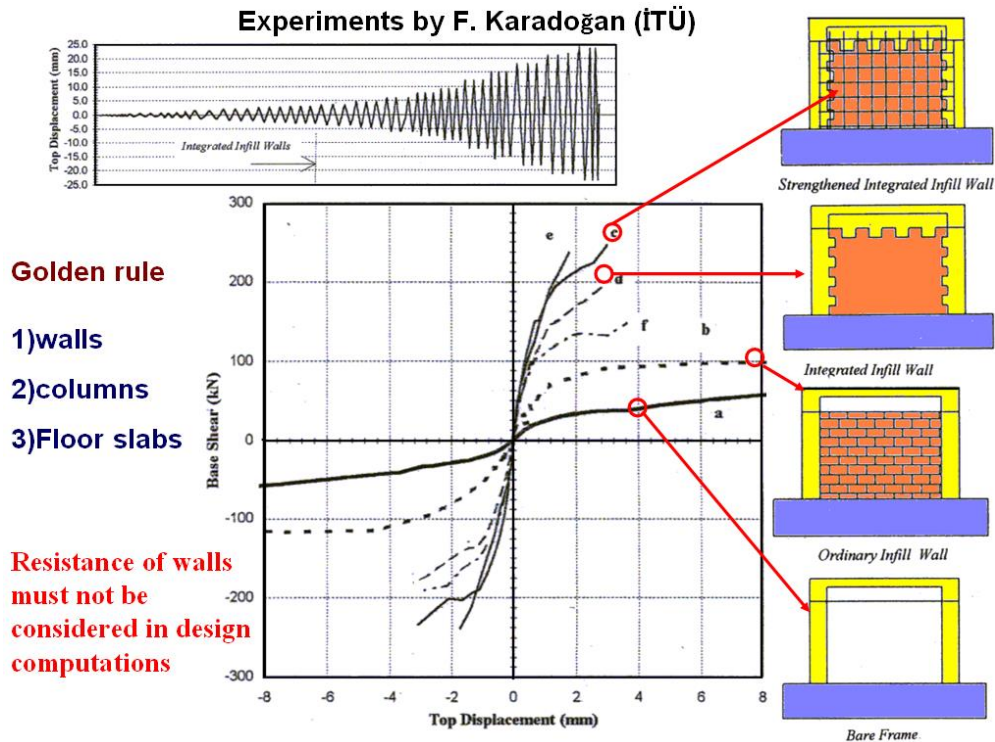 Experiments by F. Karadoğan (İTÜ)
Top Displacement (mm)
25.0
20.0
15.0
10.0
5.0
0.0
-5.0
-10.0
-15.0
-20.0
-25.0
Integrated Infill Walls
Strengthened Integrated Infill Wall
Golden rule
1)walls
2)columns
3)Floor slabs
Resistance of walls
must not be
considered in design
computations
Base Shear (kN)
300
200
100
0
-100
-200
-300
-8
-6
-4
-2
0
2
4
6
8
Top Displacement (mm)
e
c
d
f
b
a
Integrated Infill Wall
Ordinary Infill Wall
Bare Frame